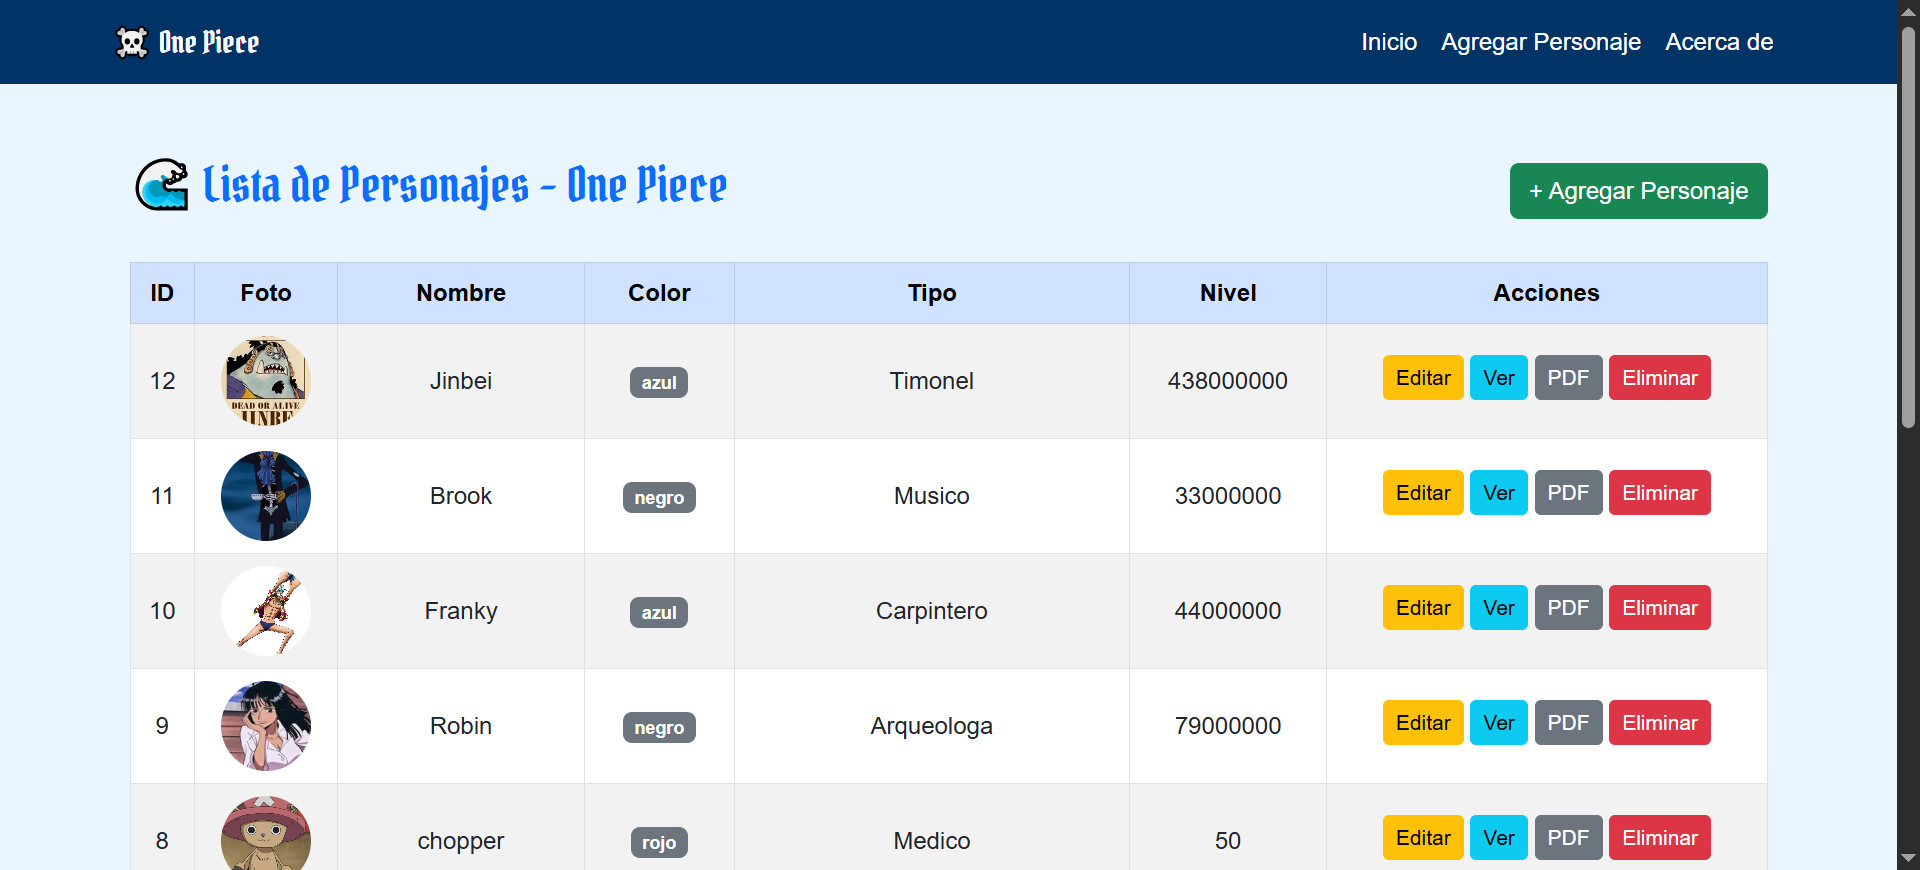 One Piece
Inicio Agregar Personaje Acerca de
Lista de Personajes - One Piece
+ Agregar Personaje
ID Foto Nombre Color Tipo Nivel Acciones
DEAD OR ALIVE
12 Jinbei azul Timonel 438000000 Editar Ver PDF Eliminar
11 Brook negro Musico 33000000 Editar Ver PDF Eliminar
10 Franky azul Carpintero 44000000 Editar Ver PDF Eliminar
9 Robin negro Arqueologa 79000000 Editar Ver PDF Eliminar
8 chopper rojo Medico 50 Editar Ver PDF Eliminar